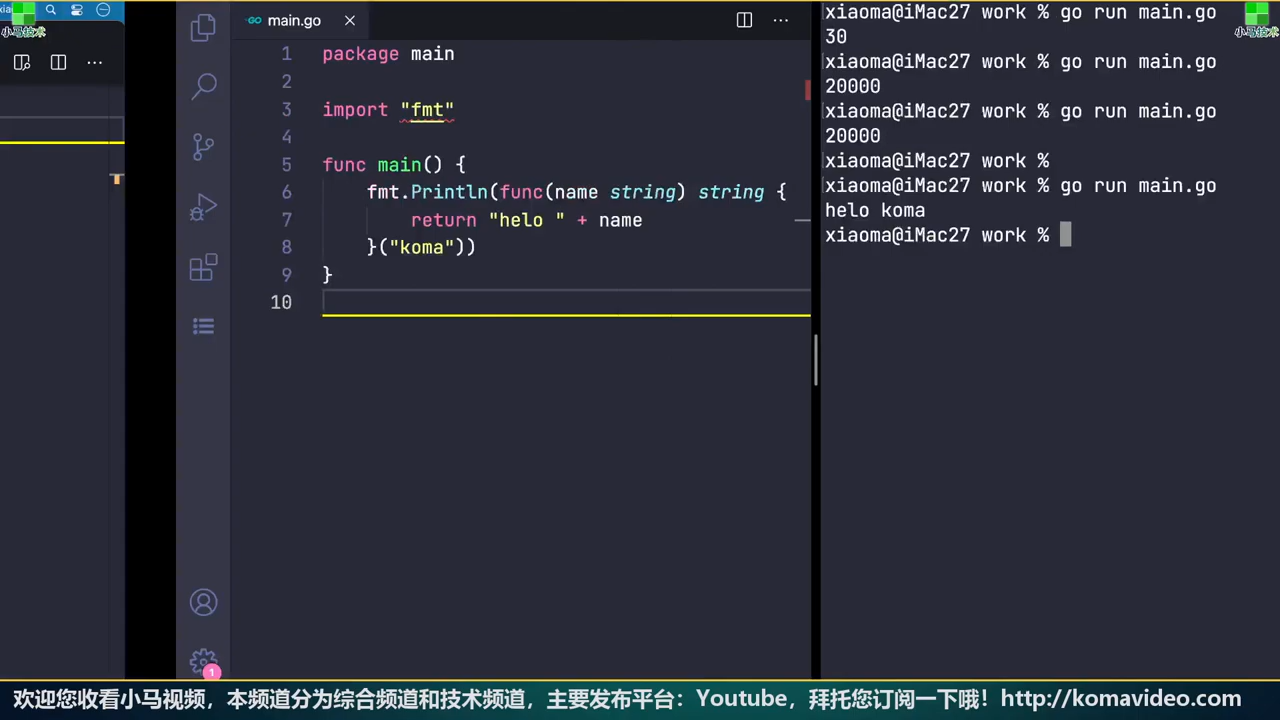 小马技术
main.go
1 package main
2
3 import "fmt"
4
5 func main() {
6 fmt.Println(func(name string) string {
7 return "helo " + name
8 }("koma"))
9 }
10
1
xiaoma@iMac27 work % go run main.go
30
xiaoma@iMac27 work % go run main.go
20000
xiaoma@iMac27 work % go run main.go
20000
xiaoma@iMac27 work %
xiaoma@iMac27 work % go run main.go
helo koma
xiaoma@iMac27 work %
小马技术
欢迎您收看小马视频，本频道分为综合频道和技术频道，主要发布平台：Youtube，拜托您订阅一下哦！http://komavideo.com